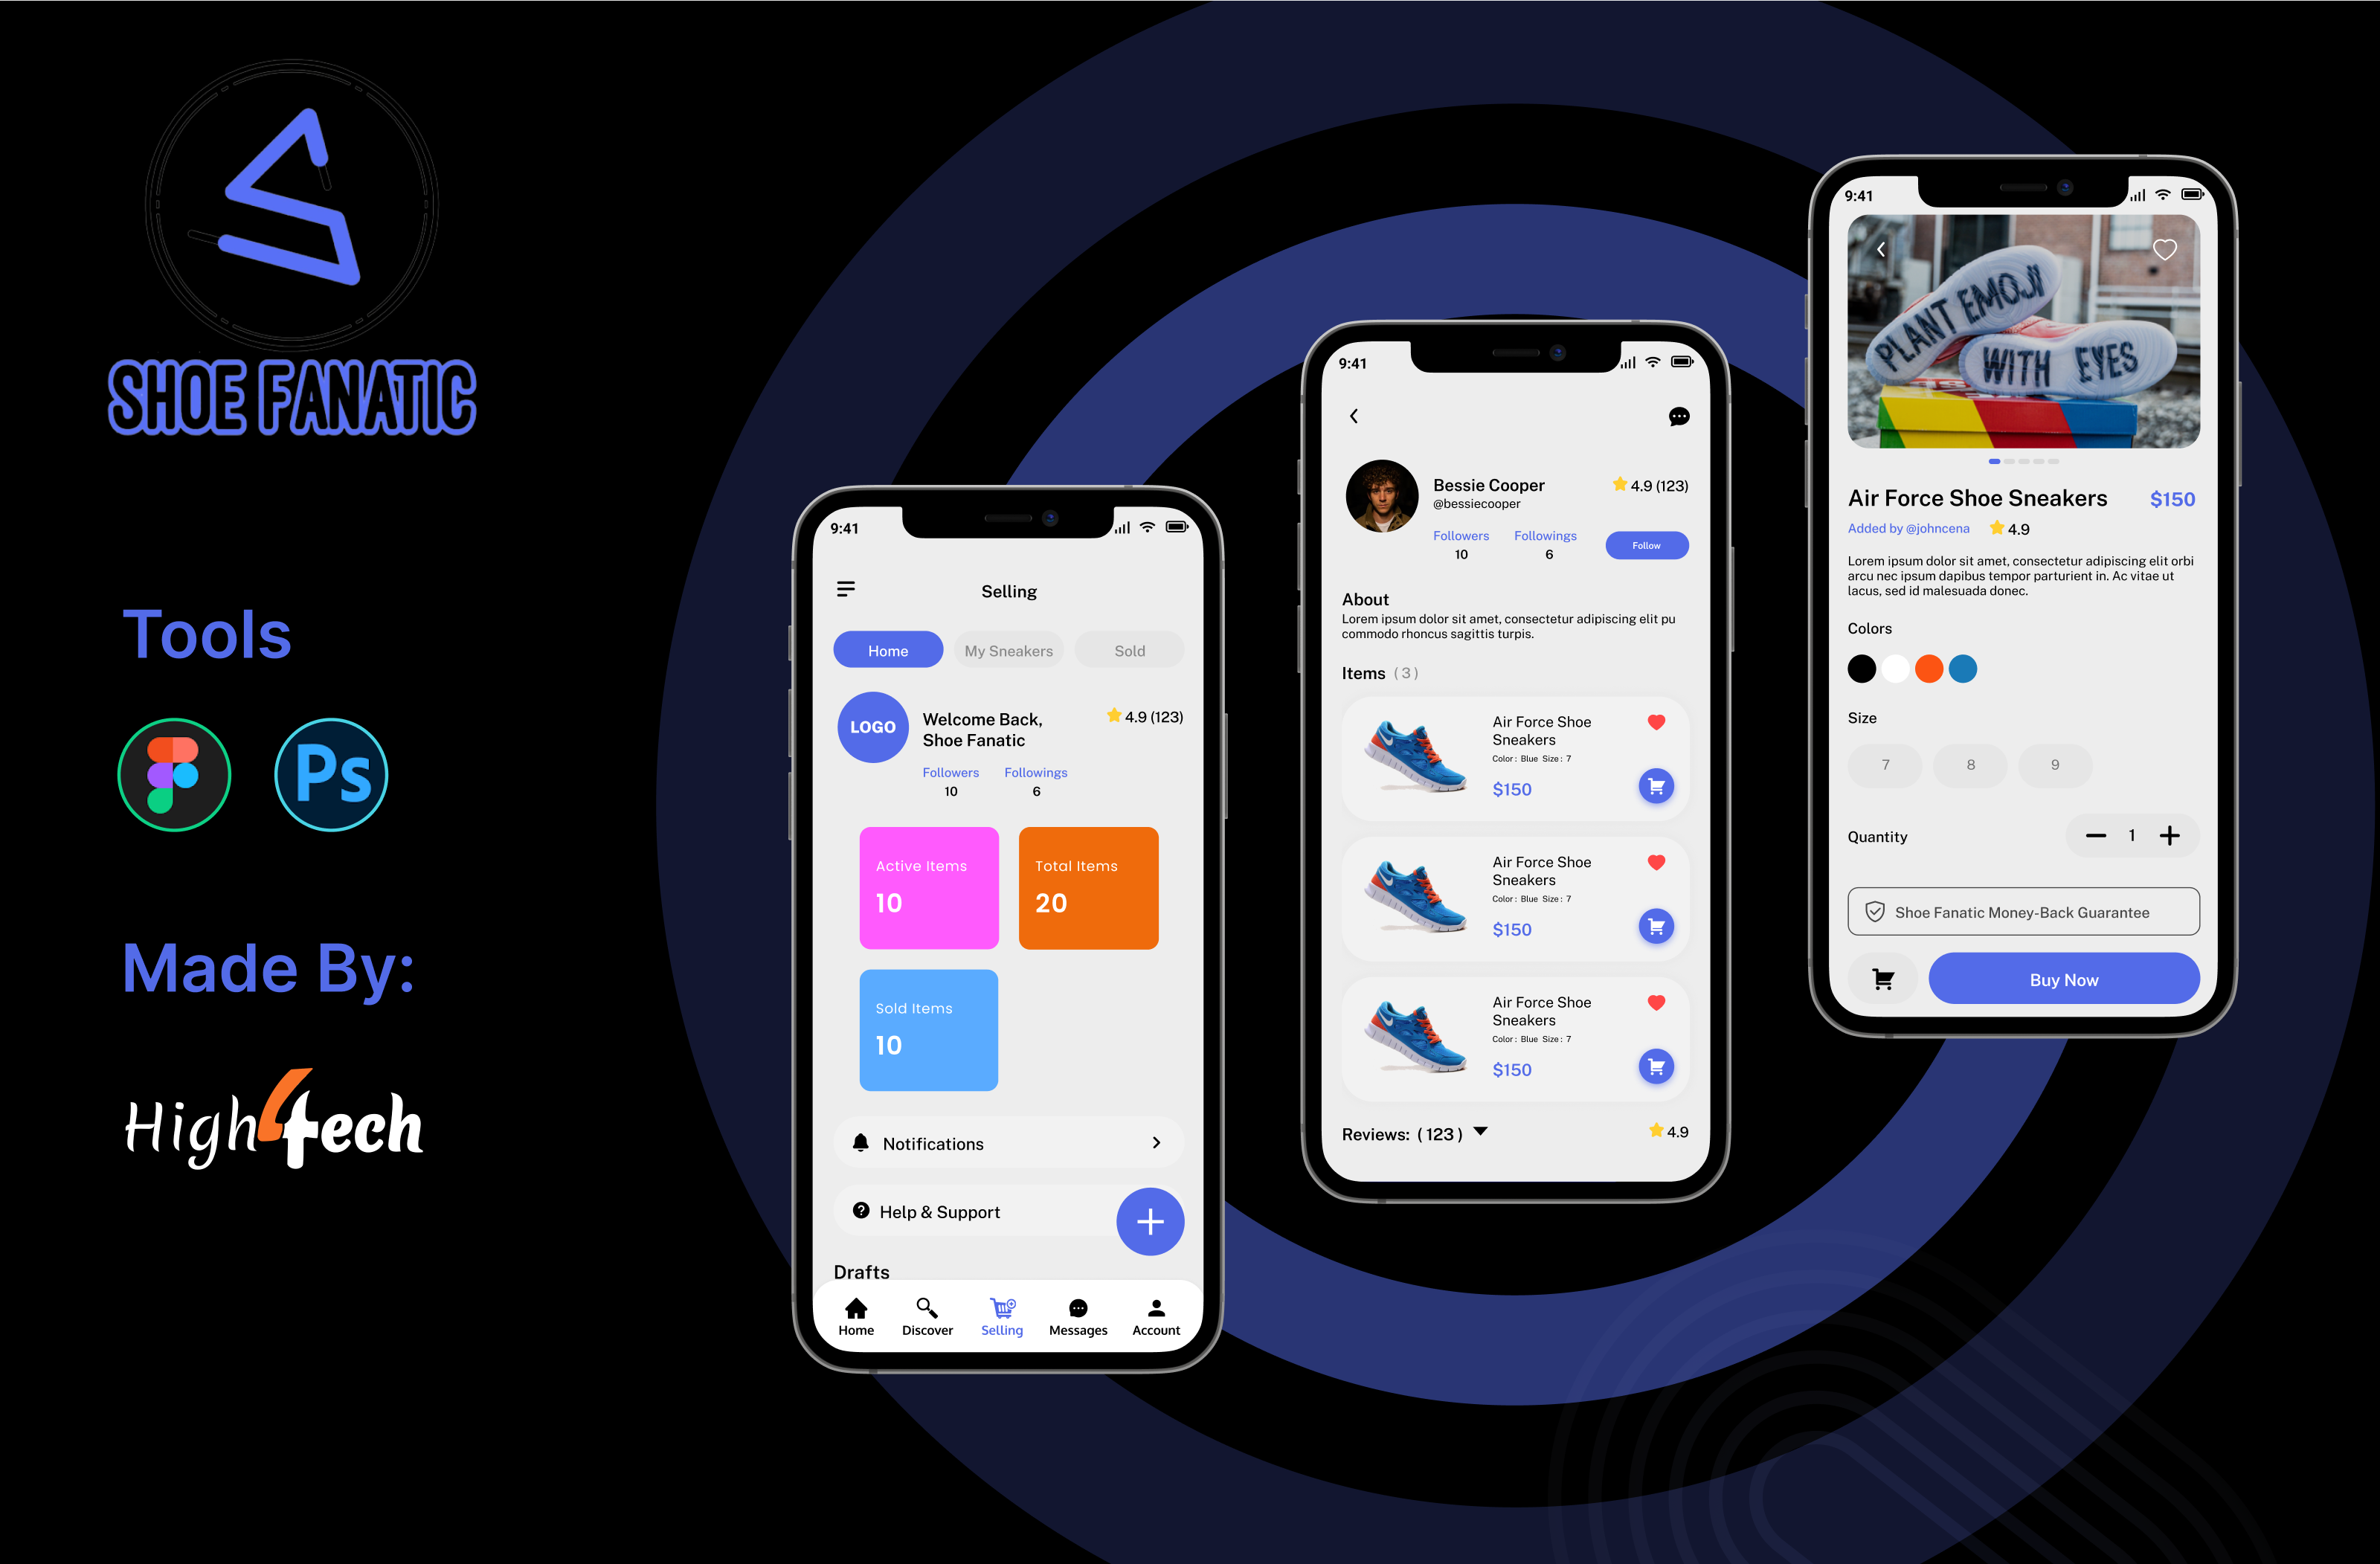 SHOE FANATIC
Tools
Ps
Made By:
High4tech
9:41
Selling
Home
My Sneakers
Sold
LOGO
Welcome Back,
Shoe Fanatic
4.9 (123)
Followers
Followings
10
6
Active Items
10
Total Items
20
Sold Items
10
Notifications
Help & Support
Drafts
Home
Discover
Selling
Messages
Account
9:41
Bessie Cooper
4.9 (123)
@bessiecooper
Followers
Followings
10
6
Follow
About
Lorem ipsum dolor sit amet, consectetur adipiscing elit pu
commodo rhoncus sagittis turpis.
Items (3)
Air Force Shoe
Sneakers
Color: Blue Size: 7
$150
Air Force Shoe
Sneakers
Color: Blue Size: 7
$150
Air Force Shoe
Sneakers
Color: Blue Size: 7
$150
Reviews: (123)
4.9
9:41
PLANT EMOJI
WITH EYES
Air Force Shoe Sneakers
$150
Added by @johncena
4.9
Lorem ipsum dolor sit amet, consectetur adipiscing elit orbi
arcu nec ipsum dapibus tempor parturient in. Ac vitae ut
lacus, sed id malesuada donec.
Colors
Size
7
8
9
Quantity
1
Shoe Fanatic Money-Back Guarantee
Buy Now